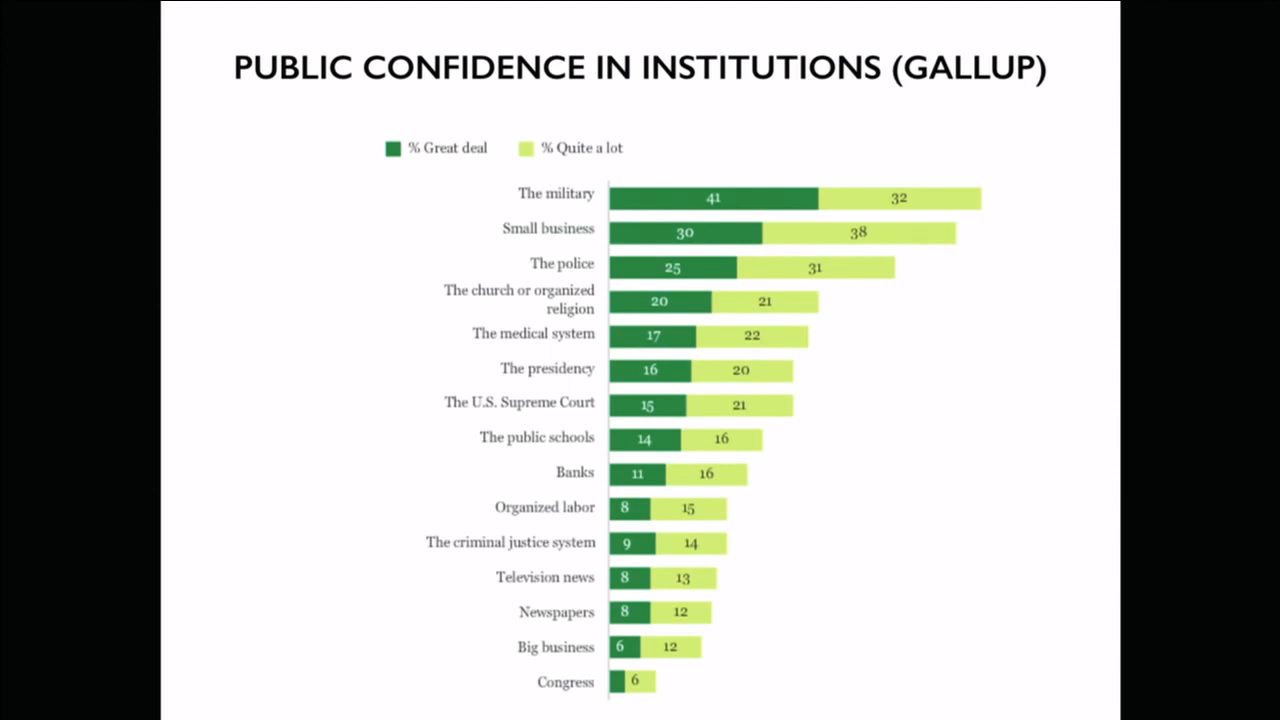 PUBLIC CONFIDENCE IN INSTITUTIONS (GALLUP)
% Great deal % Quite a lot
The military 41 32
Small business 30 38
The police 25 31
The church or organized
religion 20 21
The medical system 17 22
The presidency 16 20
The U.S. Supreme Court 15 21
The public schools 14 16
Banks 11 16
Organized labor 8 15
The criminal justice system 9 14
Television news 8 13
Newspapers 8 12
Big business 6 12
Congress 6